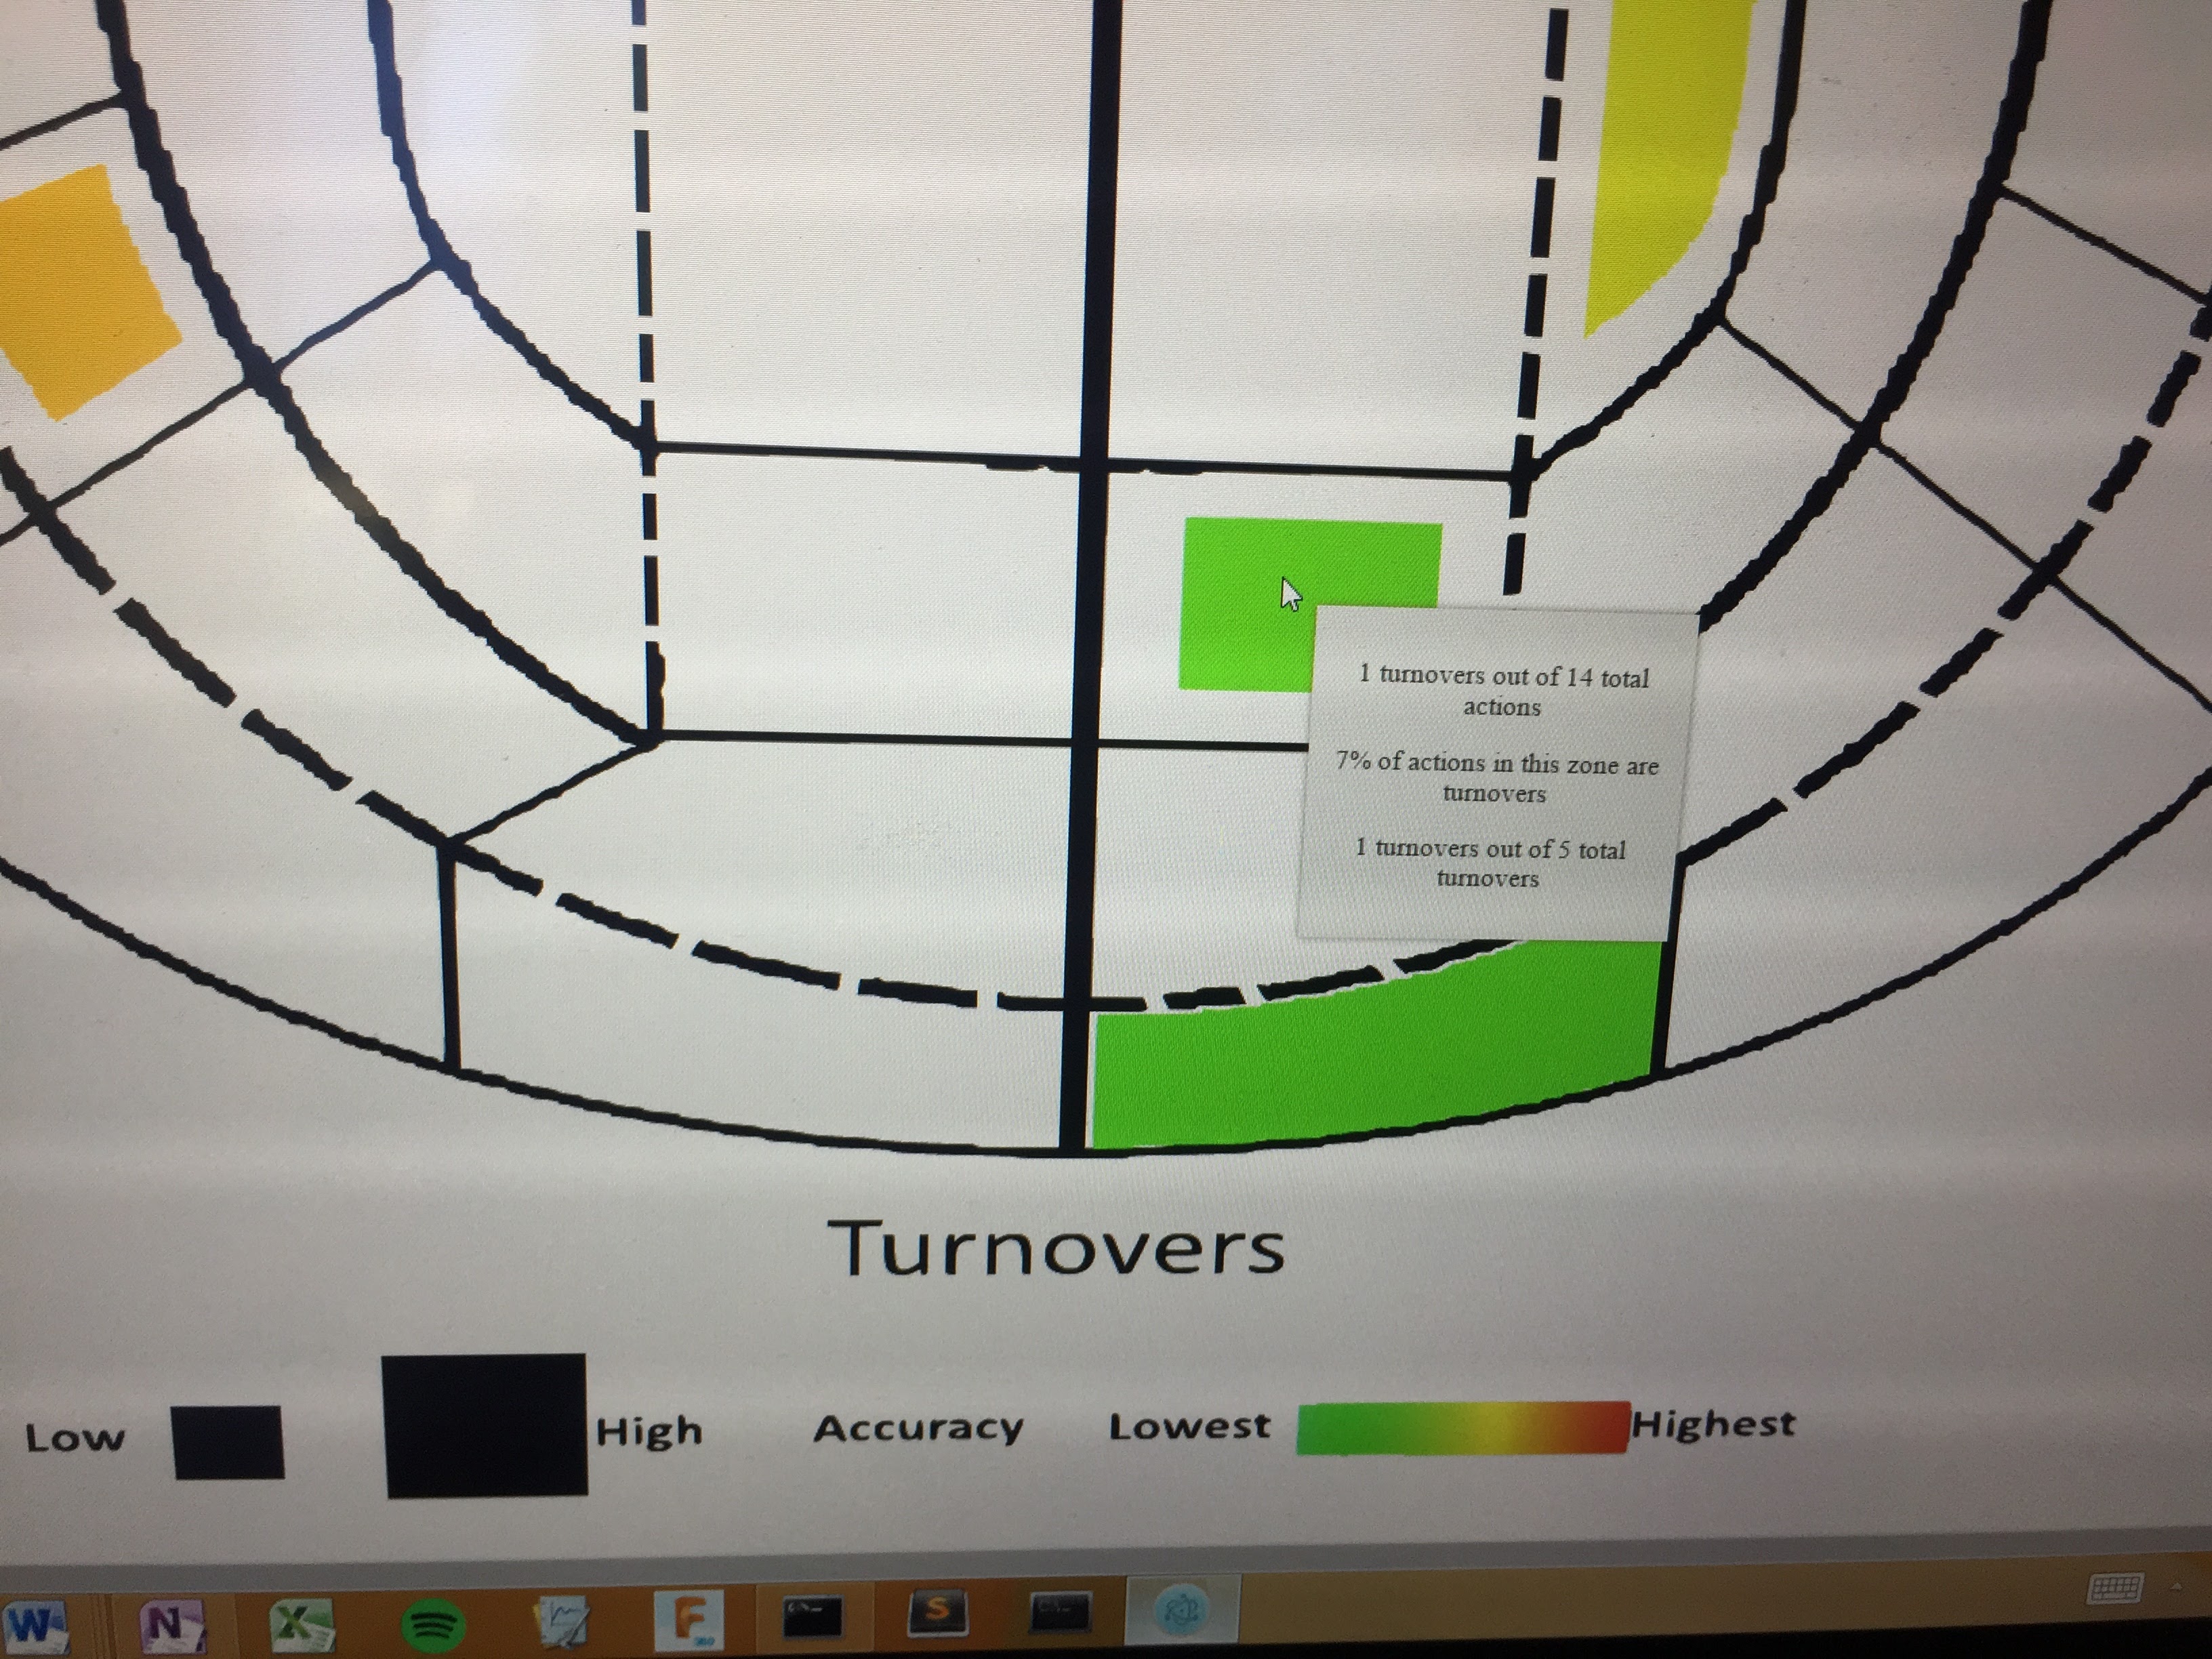 1 turnovers out of 14 total
actions
7% of actions in this zone are
turnovers
1 turnovers out of 5 total
turnovers
Turnovers
Low
High
Accuracy
Lowest
Highest
W
N
X
F
360
S